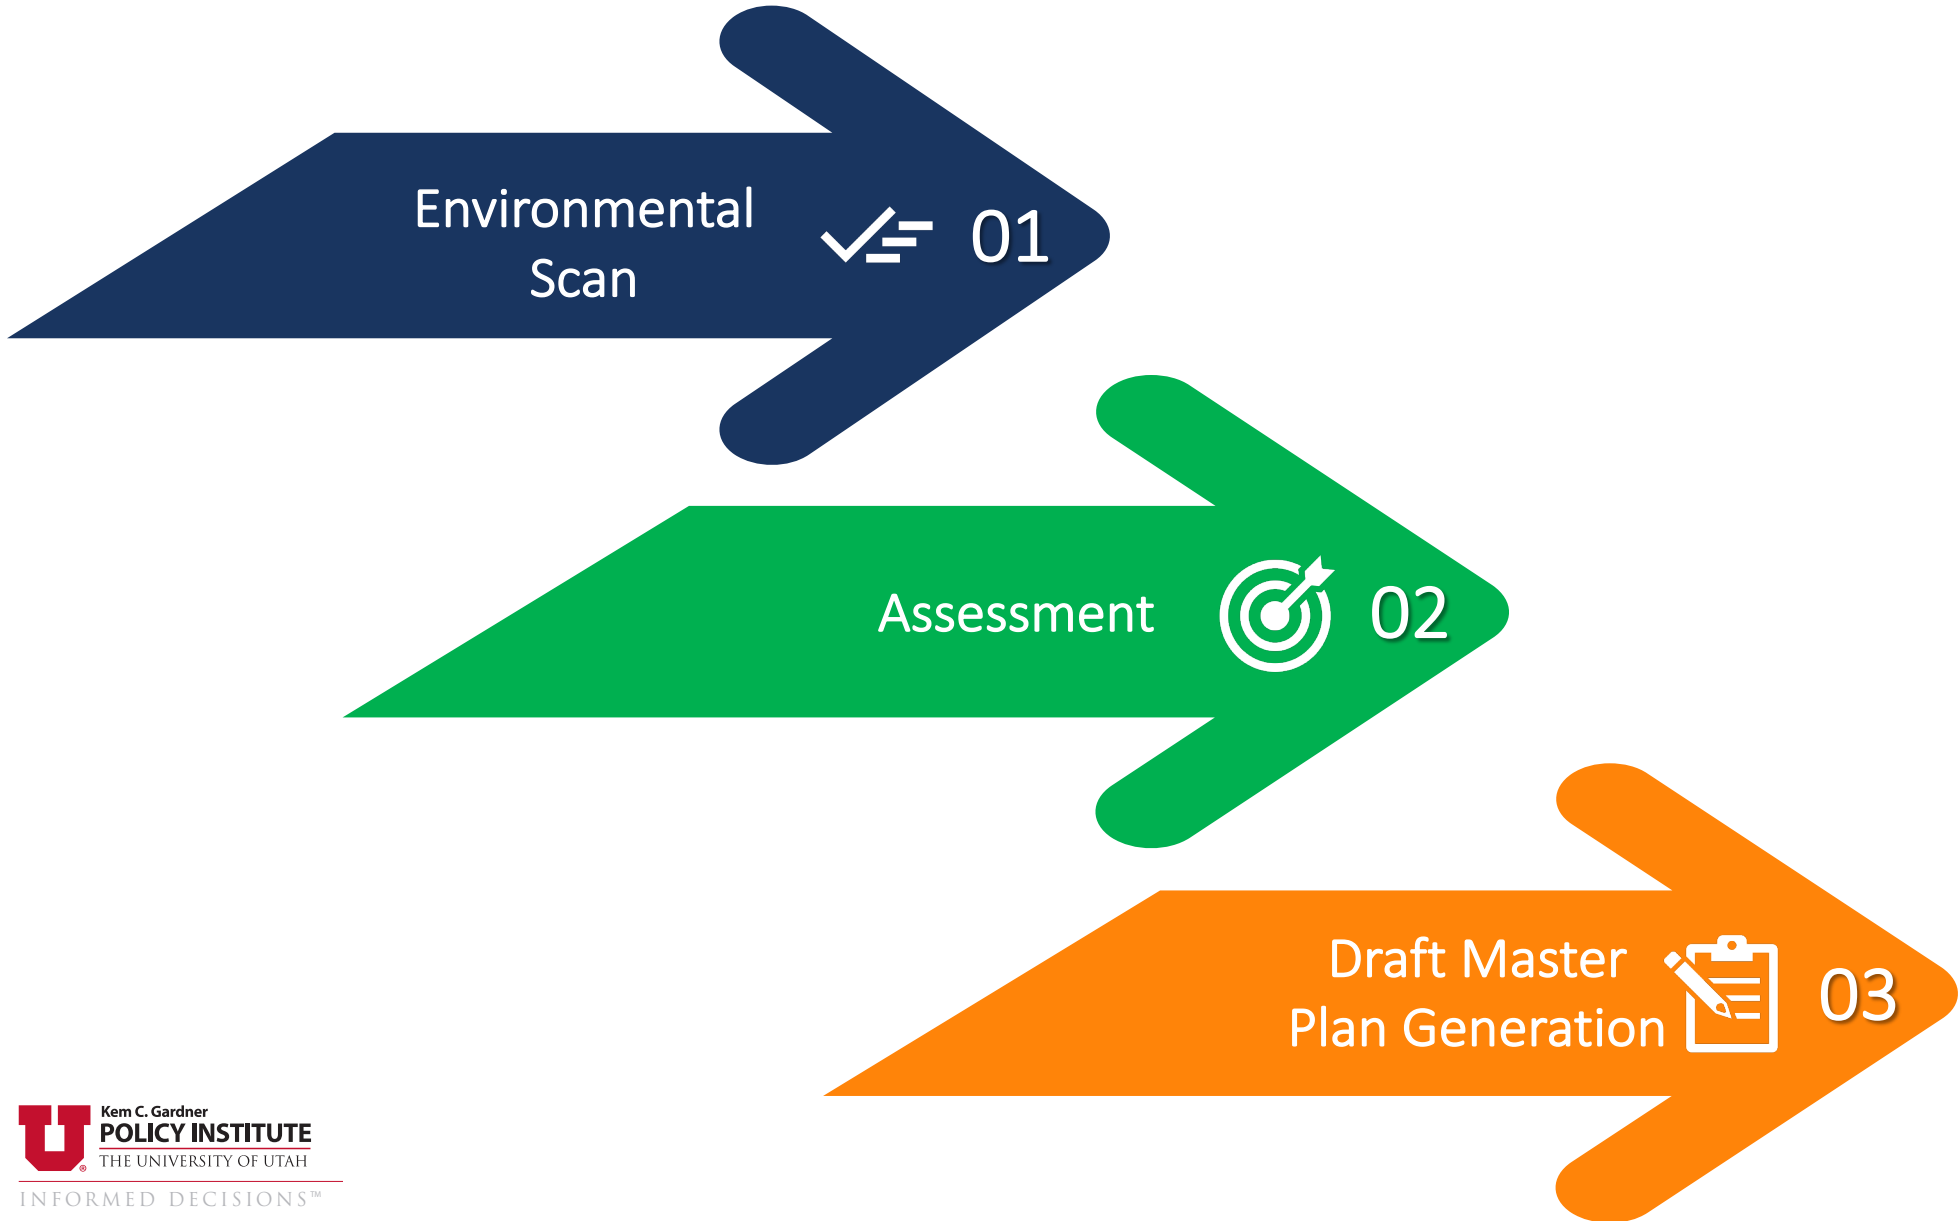 Environmental
Scan
01
Assessment
02
Draft Master
Plan Generation
03
Kem C. Gardner
POLICY INSTITUTE
THE UNIVERSITY OF UTAH
INFORMED DECISIONS™